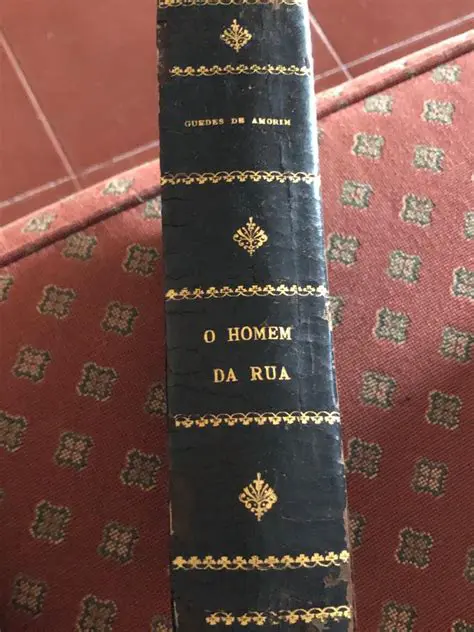 GUEDES DE AMORIM
O HOMEM
DA RUA